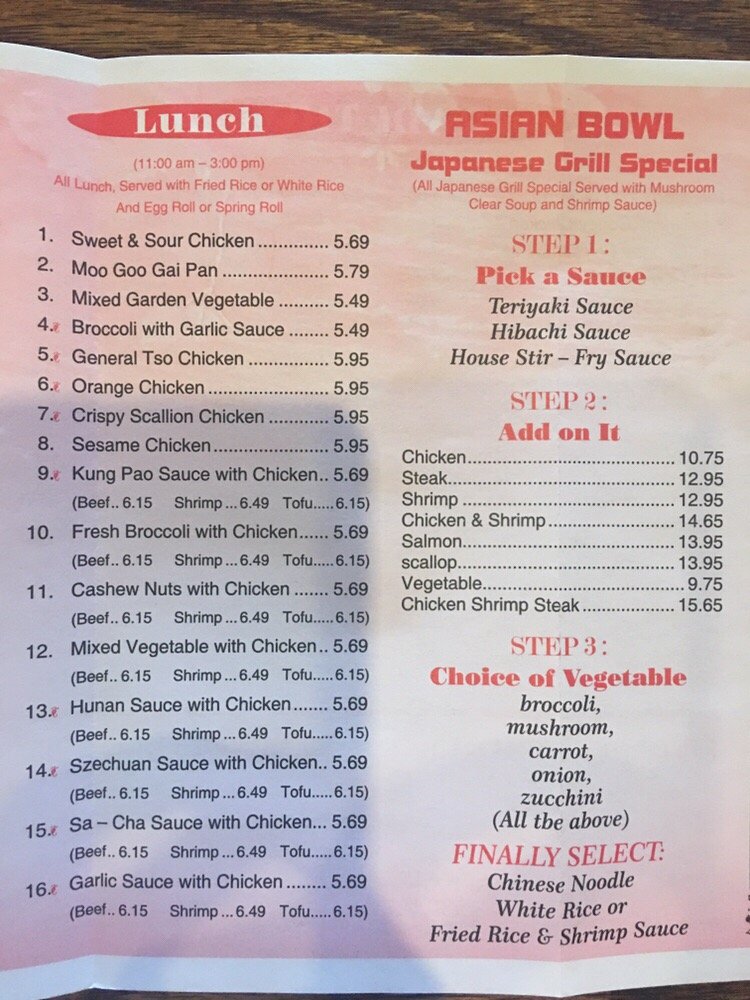 Lunch
(11:00 am – 3:00 pm)
All Lunch, Served with Fried Rice or White Rice
And Egg Roll or Spring Roll
1. Sweet & Sour Chicken ............. 5.69
2. Moo Goo Gai Pan .................... 5.79
3. Mixed Garden Vegetable .......... 5.49
4. Broccoli with Garlic Sauce ........ 5.49
5. General Tso Chicken ............... 5.95
6. Orange Chicken ...................... 5.95
7. Crispy Scallion Chicken ............ 5.95
8. Sesame Chicken...................... 5.95
9. Kung Pao Sauce with Chicken.. 5.69
(Beef.. 6.15 Shrimp ... 6.49 Tofu..... 6.15)
10. Fresh Broccoli with Chicken...... 5.69
(Beef.. 6.15 Shrimp ... 6.49 Tofu..... 6.15)
11. Cashew Nuts with Chicken ....... 5.69
(Beef.. 6.15 Shrimp ... 6.49 Tofu..... 6.15)
12. Mixed Vegetable with Chicken.. 5.69
(Beef.. 6.15 Shrimp ... 6.49 Tofu..... 6.15)
13. Hunan Sauce with Chicken....... 5.69
(Beef.. 6.15 Shrimp ... 6.49 Tofu..... 6.15)
14. Szechuan Sauce with Chicken.. 5.69
(Beef.. 6.15 Shrimp ... 6.49 Tofu..... 6.15)
15. Sa – Cha Sauce with Chicken... 5.69
(Beef.. 6.15 Shrimp ... 6.49 Tofu..... 6.15)
16. Garlic Sauce with Chicken ........ 5.69
(Beef.. 6.15 Shrimp ... 6.49 Tofu..... 6.15)
ASIAN BOWL
Japanese Grill Special
(All Japanese Grill Special Served with Mushroom
Clear Soup and Shrimp Sauce)
STEP 1:
Pick a Sauce
Teriyaki Sauce
Hibachi Sauce
House Stir – Fry Sauce
STEP 2:
Add on It
Chicken...................................... 10.75
Steak......................................... 12.95
Shrimp ....................................... 12.95
Chicken & Shrimp ....................... 14.65
Salmon....................................... 13.95
scallop........................................ 13.95
Vegetable..................................... 9.75
Chicken Shrimp Steak ................. 15.65
STEP 3:
Choice of Vegetable
broccoli,
mushroom,
carrot,
onion,
zucchini
(All the above)
FINALLY SELECT:
Chinese Noodle
White Rice or
Fried Rice & Shrimp Sauce